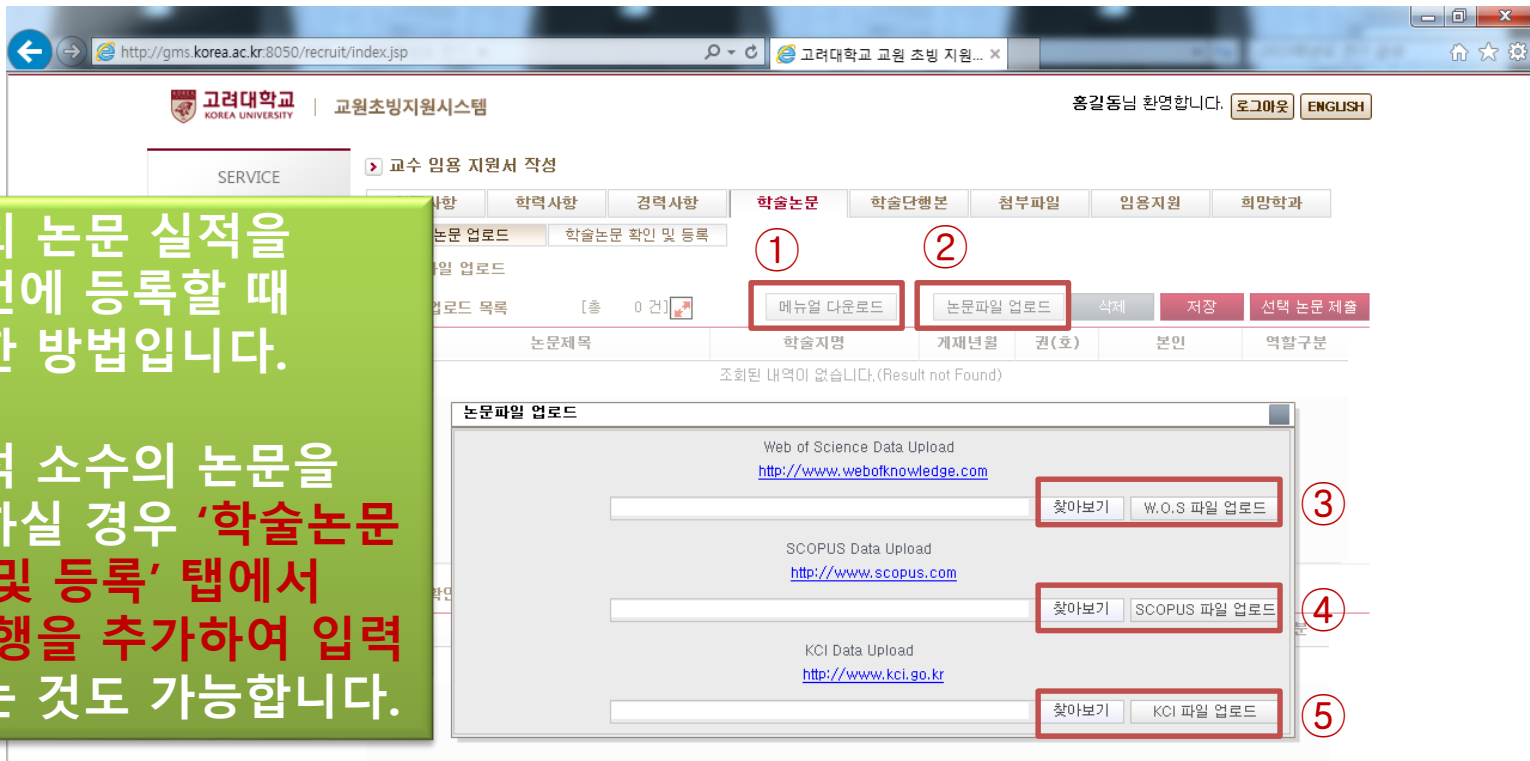 http://gms.korea.ac.kr:8050/recruit/index.jsp
고려대학교 교원 초빙 지원...
고려대학교
KOREA UNIVERSITY
교원초빙지원시스템
홍길동님 환영합니다. 로그아웃 ENGLISH
SERVICE
교수 임용 지원서 작성
사항 학력사항 경력사항 학술논문 학술단행본 첨부파일 임용지원 희망학과
논문 업로드 학술논문 확인 및 등록
① ②
파일 업로드
업로드 목록 [총 0 건] 메뉴얼 다운로드 논문파일 업로드 삭제 저장 선택 논문 제출
논문제목 학술지명 게재년월 권(호) 본인 역할구분
조회된 내역이 없습니다.(Result not Found)
의 논문 실적을
번에 등록할 때
한 방법입니다.
적 소수의 논문을
하실 경우 ‘학술논문
및 등록’ 탭에서
행을 추가하여 입력
는 것도 가능합니다.
논문파일 업로드
Web of Science Data Upload
http://www.webofknowledge.com
찾아보기 W.O.S 파일 업로드 ③
SCOPUS Data Upload
http://www.scopus.com
찾아보기 SCOPUS 파일 업로드 ④
KCI Data Upload
http://www.kci.go.kr
찾아보기 KCI 파일 업로드 ⑤